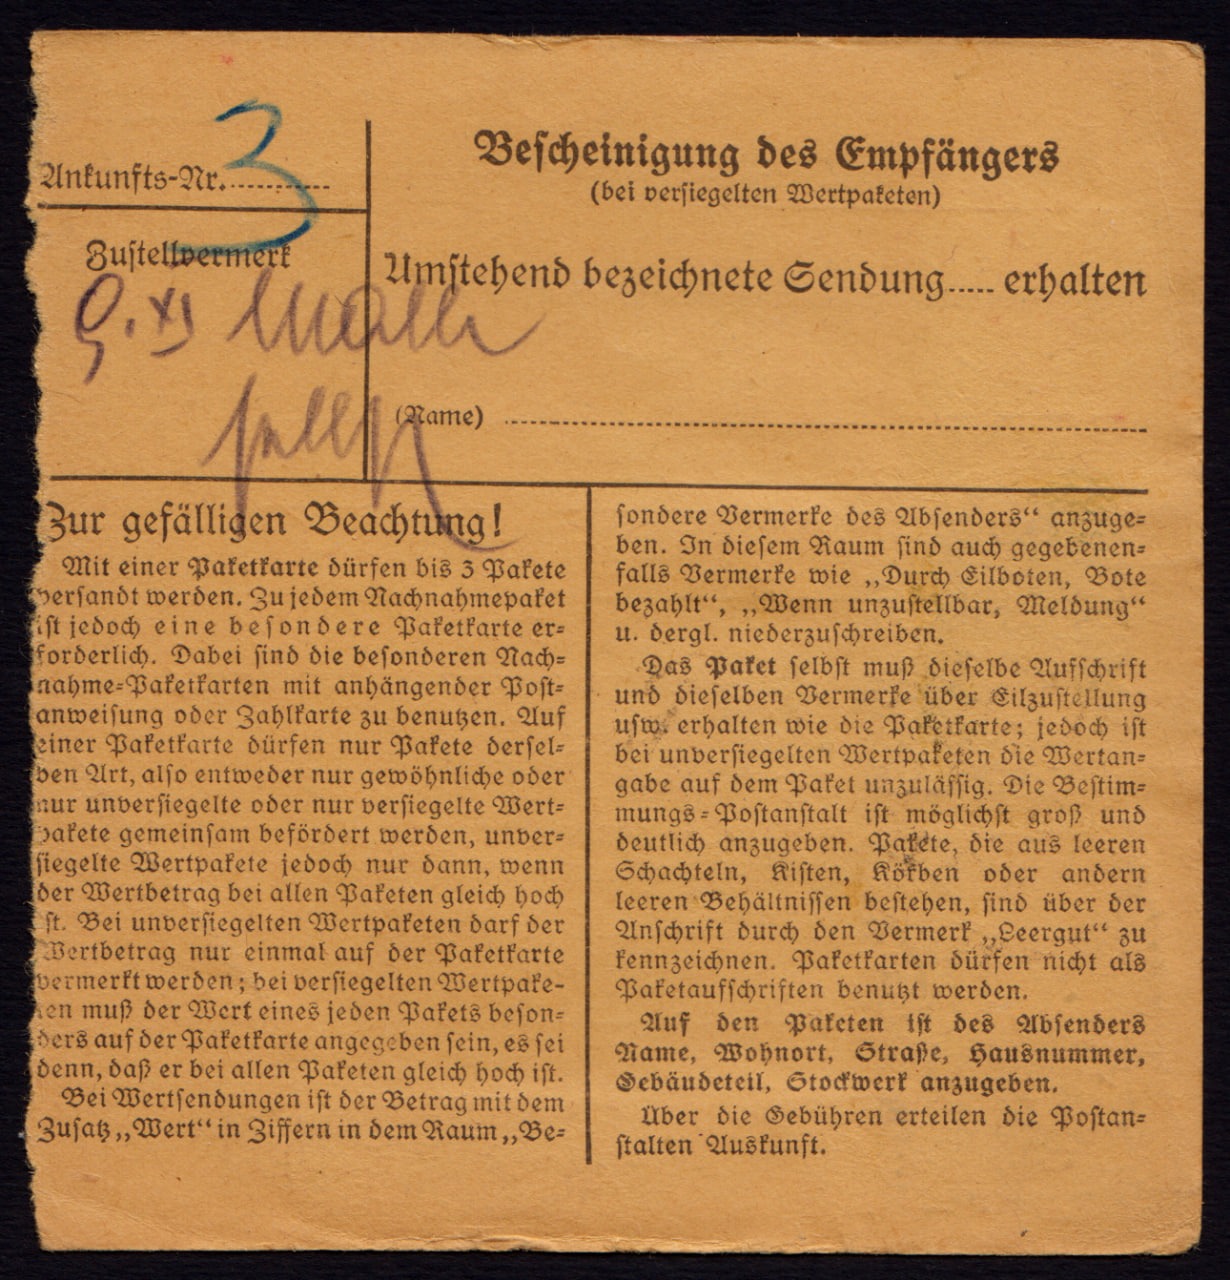 Ankunfts-Nr. 3
Zustellvermerk
9. XI
Bescheinigung des Empfängers
(bei versiegelten Wertpaketen)
Umstehend bezeichnete Sendung..... erhalten
(Name)
Zur gefälligen Beachtung!
Mit einer Paketkarte dürfen bis 3 Pakete
versandt werden. Zu jedem Nachnahmepaket
ist jedoch eine besondere Paketkarte er-
forderlich. Dabei sind die besonderen Nach-
nahme-Paketkarten mit anhängender Post-
anweisung oder Zahlkarte zu benutzen. Auf
einer Paketkarte dürfen nur Pakete dersel-
ben Art, also entweder nur gewöhnliche oder
nur unversiegelte oder nur versiegelte Wert-
pakete gemeinsam befördert werden, unver-
siegelte Wertpakete jedoch nur dann, wenn
der Wertbetrag bei allen Paketen gleich hoch
ist. Bei unversiegelten Wertpaketen darf der
Wertbetrag nur einmal auf der Paketkarte
vermerkt werden; bei versiegelten Wertpake-
ten muß der Wert eines jeden Pakets beson-
ders auf der Paketkarte angegeben sein, es sei
denn, daß er bei allen Paketen gleich hoch ist.
Bei Wertsendungen ist der Betrag mit dem
Zusatz „Wert“ in Ziffern in dem Raum „Be-
sondere Vermerke des Absenders“ anzuge-
ben. In diesem Raum sind auch gegebenen-
falls Vermerke wie „Durch Eilboten, Bote
bezahlt“, „Wenn unzustellbar, Meldung“
u. dergl. niederzuschreiben.
Das Paket selbst muß dieselbe Aufschrift
und dieselben Vermerke über Eilzustellung
usw. erhalten wie die Paketkarte; jedoch ist
bei unversiegelten Wertpaketen die Wertan-
gabe auf dem Paket unzulässig. Die Bestim-
mungs-Postanstalt ist möglichst groß und
deutlich anzugeben. Pakete, die aus leeren
Schachteln, Kisten, Körben oder andern
leeren Behältnissen bestehen, sind über der
Anschrift durch den Vermerk „Leergut“ zu
kennzeichnen. Paketkarten dürfen nicht als
Paketaufschriften benutzt werden.
Auf den Paketen ist des Absenders
Name, Wohnort, Straße, Hausnummer,
Gebäudeteil, Stockwerk anzugeben.
Über die Gebühren erteilen die Postan-
stalten Auskunft.